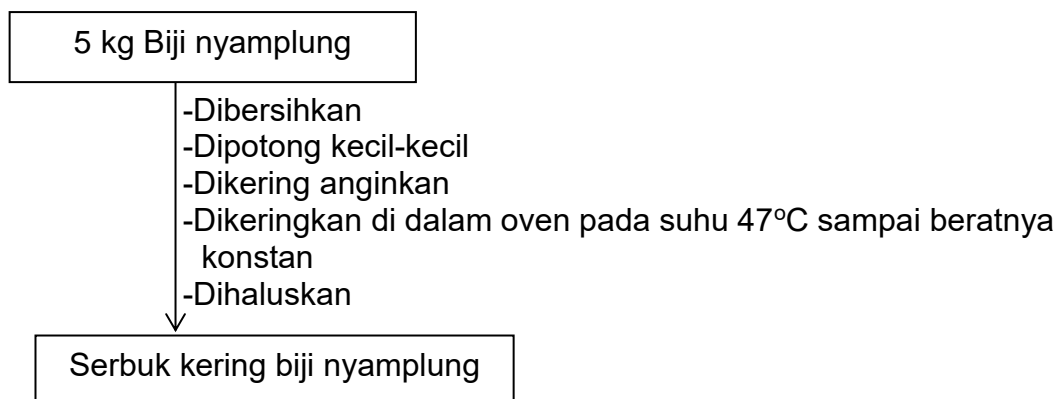 5 kg Biji nyamplung
-Dibersihkan
-Dipotong kecil-kecil
-Dikering anginkan
-Dikeringkan di dalam oven pada suhu 47°C sampai beratnya
konstan
-Dihaluskan
Serbuk kering biji nyamplung